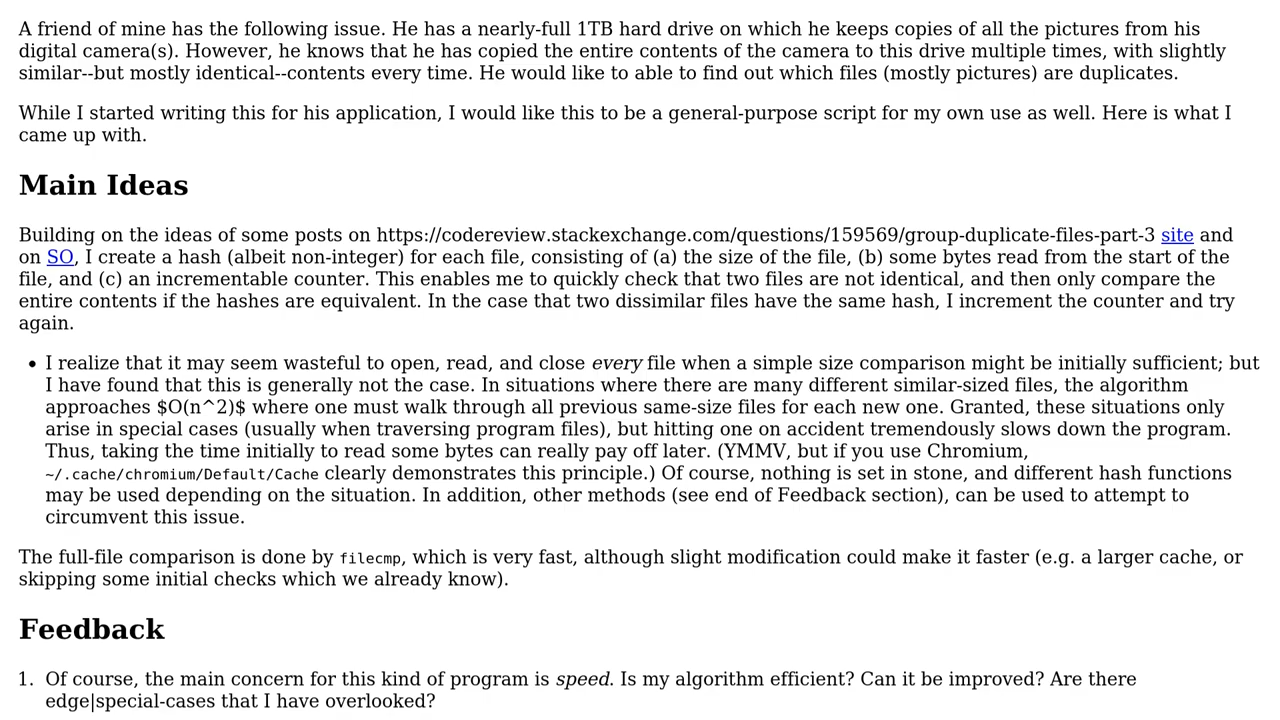 A friend of mine has the following issue. He has a nearly-full 1TB hard drive on which he keeps copies of all the pictures from his
digital camera(s). However, he knows that he has copied the entire contents of the camera to this drive multiple times, with slightly
similar--but mostly identical--contents every time. He would like to able to find out which files (mostly pictures) are duplicates.
While I started writing this for his application, I would like this to be a general-purpose script for my own use as well. Here is what I
came up with.
Main Ideas
Building on the ideas of some posts on https://codereview.stackexchange.com/questions/159569/group-duplicate-files-part-3 site and
on SO, I create a hash (albeit non-integer) for each file, consisting of (a) the size of the file, (b) some bytes read from the start of the
file, and (c) an incrementable counter. This enables me to quickly check that two files are not identical, and then only compare the
entire contents if the hashes are equivalent. In the case that two dissimilar files have the same hash, I increment the counter and try
again.
• I realize that it may seem wasteful to open, read, and close every file when a simple size comparison might be initially sufficient; but
I have found that this is generally not the case. In situations where there are many different similar-sized files, the algorithm
approaches $O(n^2)$ where one must walk through all previous same-size files for each new one. Granted, these situations only
arise in special cases (usually when traversing program files), but hitting one on accident tremendously slows down the program.
Thus, taking the time initially to read some bytes can really pay off later. (YMMV, but if you use Chromium,
~/.cache/chromium/Default/Cache clearly demonstrates this principle.) Of course, nothing is set in stone, and different hash functions
may be used depending on the situation. In addition, other methods (see end of Feedback section), can be used to attempt to
circumvent this issue.
The full-file comparison is done by filecmp, which is very fast, although slight modification could make it faster (e.g. a larger cache, or
skipping some initial checks which we already know).
Feedback
1. Of course, the main concern for this kind of program is speed. Is my algorithm efficient? Can it be improved? Are there
edge|special-cases that I have overlooked?